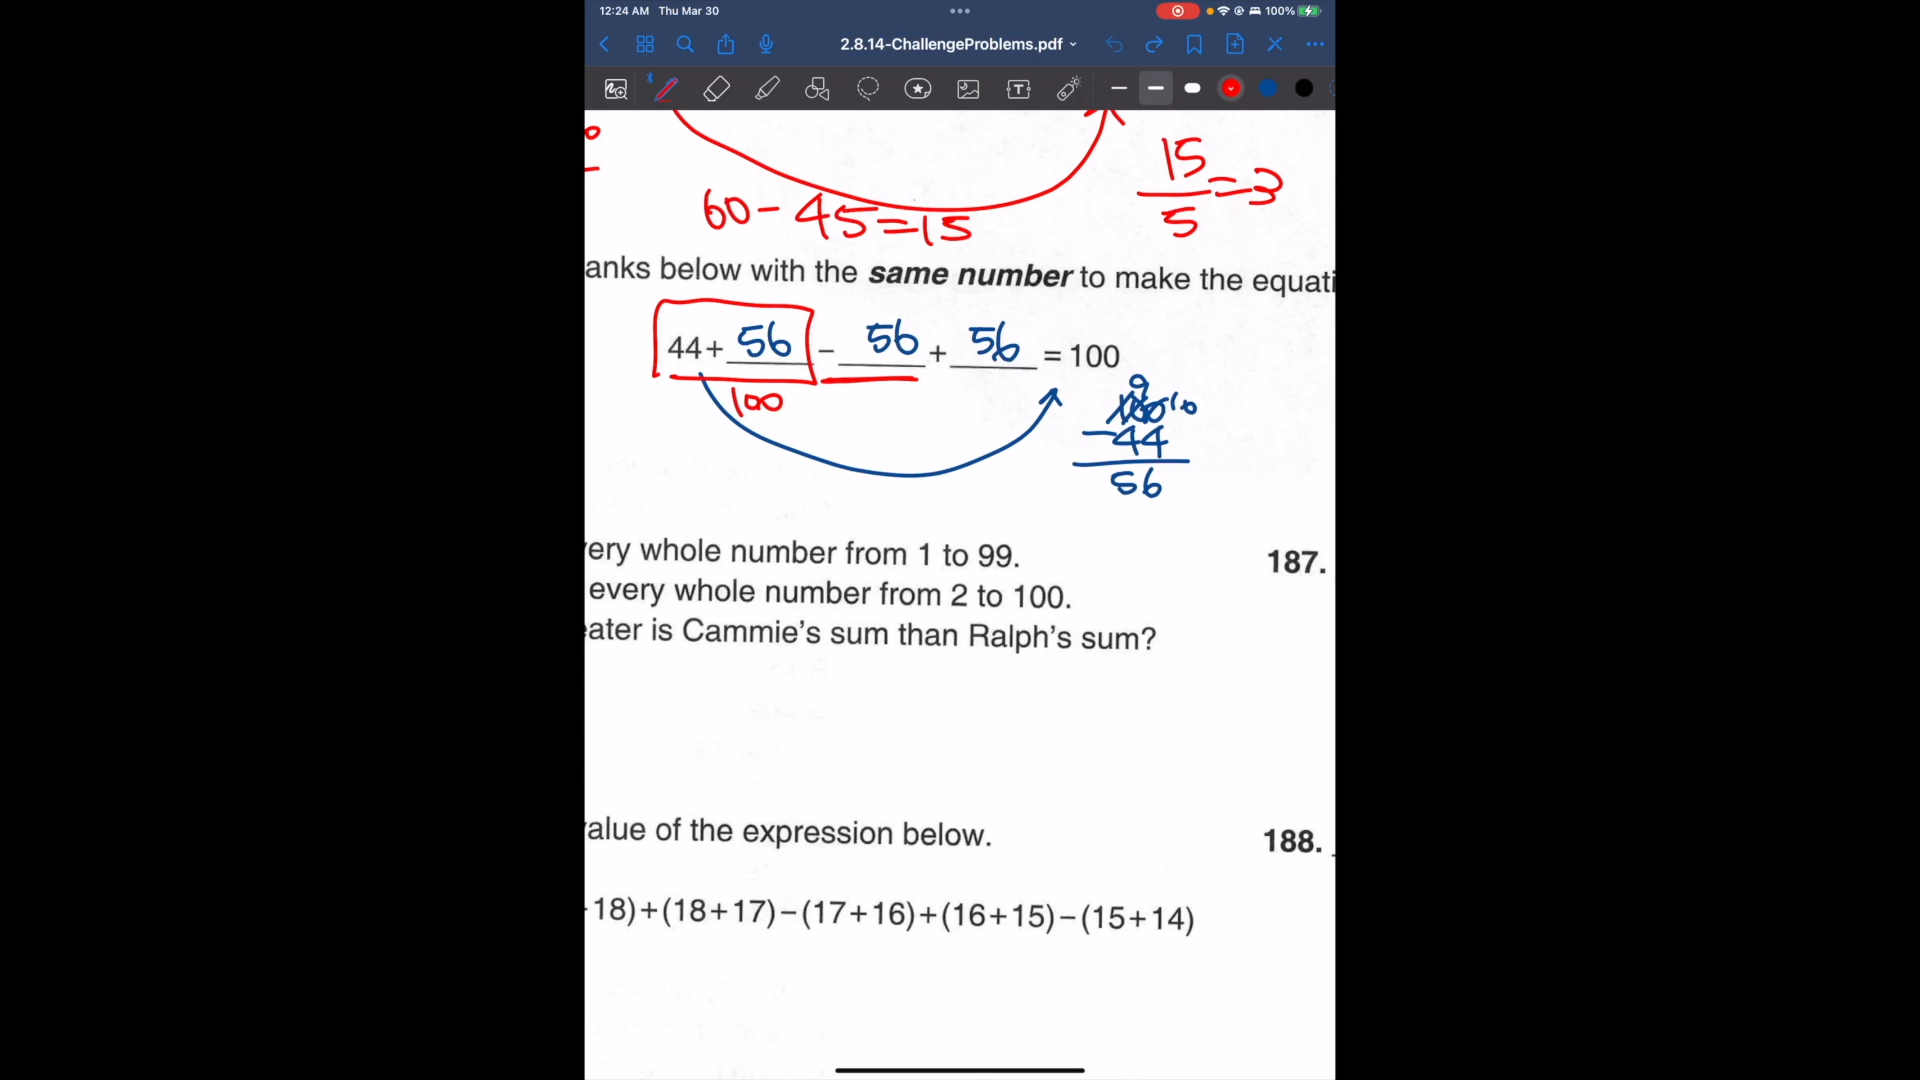 12:24 AM Thu Mar 30
100%
2.8.14-ChallengeProblems.pdf
T
15
5
=3
60-45=15
anks below with the same number to make the equati
44+ 56 - 56 + 56 = 100
100
9
100 10
-44
56
ery whole number from 1 to 99.
187.
every whole number from 2 to 100.
eater is Cammie's sum than Ralph's sum?
alue of the expression below.
188.
18)+(18+17)-(17+16)+(16+15)-(15+14)